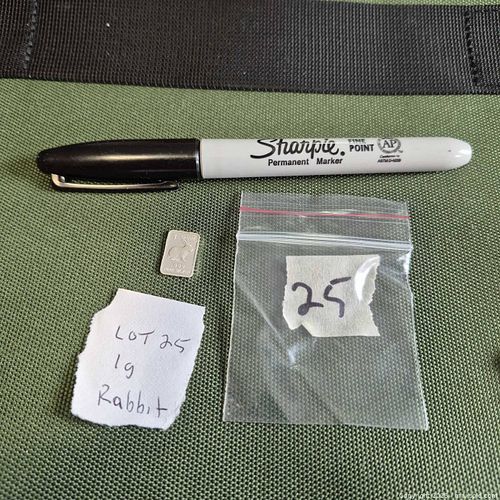 Sharpie.
FINE
POINT
Permanent Marker
AP
25
LOT 25
1g
Rabbit